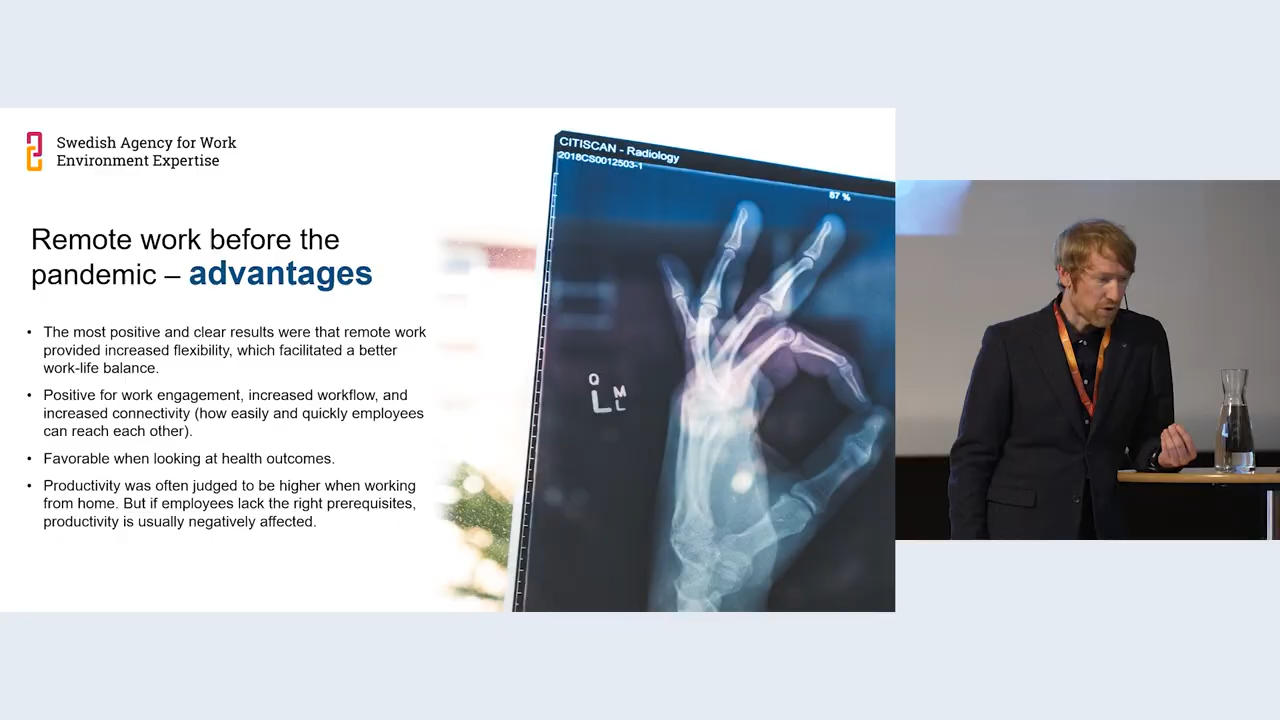 Swedish Agency for Work
Environment Expertise
Remote work before the
pandemic – advantages
• The most positive and clear results were that remote work
provided increased flexibility, which facilitated a better
work-life balance.
• Positive for work engagement, increased workflow, and
increased connectivity (how easily and quickly employees
can reach each other).
• Favorable when looking at health outcomes.
• Productivity was often judged to be higher when working
from home. But if employees lack the right prerequisites,
productivity is usually negatively affected.
CITISCAN - Radiology
2018CS0012503-1
87 %
Q
L M
L